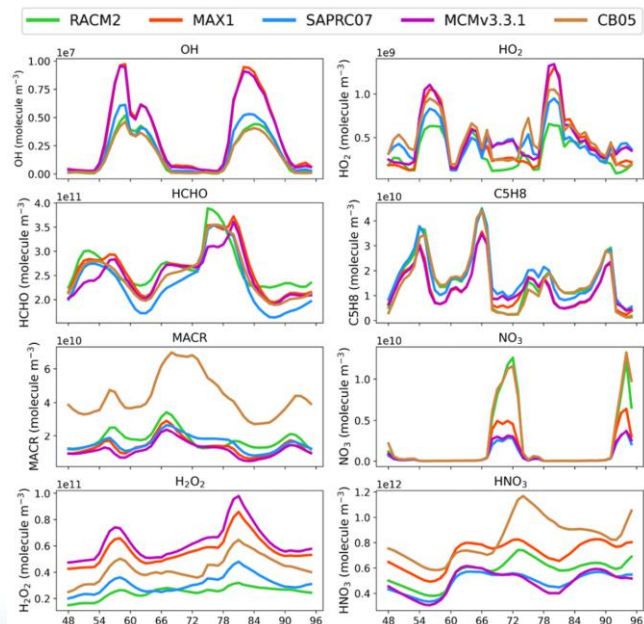 RACM2 MAX1 SAPRC07 MCMv3.3.1 CB05
OH
1e7
OH (molecule m⁻³)
1.00
0.75
0.50
0.25
0.00
HO₂
1e9
HO₂ (molecule m⁻³)
1.0
0.5
HCHO
1e11
HCHO (molecule m⁻³)
4.0
3.5
3.0
2.5
2.0
C5H8
1e10
C5H8 (molecule m⁻³)
4
3
2
1
0
MACR
1e10
MACR (molecule m⁻³)
6
4
2
NO₃
1e10
NO₃ (molecule m⁻³)
1.0
0.5
0.0
H₂O₂
1e11
H₂O₂ (molecule m⁻³)
1.0
0.8
0.6
0.4
0.2
48 54 60 66 72 78 84 90 96
HNO₃
1e12
HNO₃ (molecule m⁻³)
1.2
1.0
0.8
0.6
0.4
48 54 60 66 72 78 84 90 96